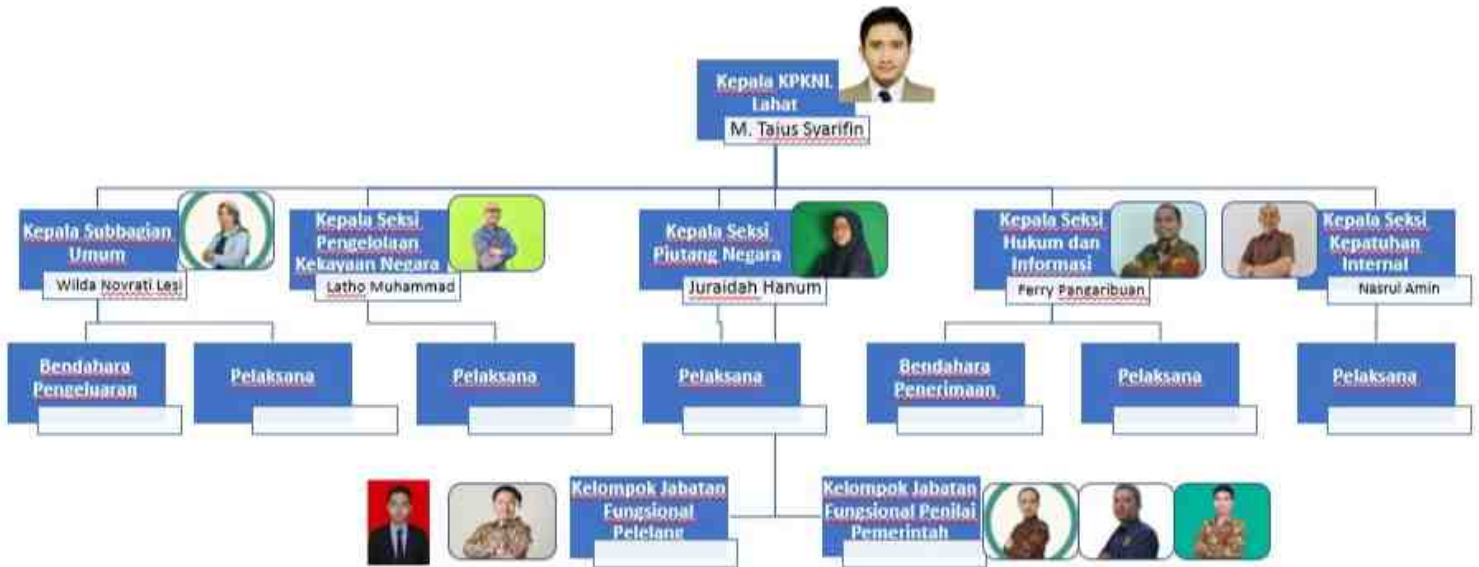 Kepala KPKNL
Lahat
M. Tajus Syarifin
Kepala Subbagian
Umum
Wilda Novrati Lesi
Kepala Seksi
Pengelolaan
Kekayaan Negara
Latho Muhammad
Kepala Seksi
Piutang Negara
Juraidah Hanum
Kepala Seksi
Hukum dan
Informasi
Ferry Pangaribuan
Kepala Seksi
Kepatuhan
Internal
Nasrul Amin
Bendahara
Pengeluaran
Pelaksana
Pelaksana
Pelaksana
Bendahara
Penerimaan
Pelaksana
Pelaksana
Kelompok Jabatan
Fungsional
Pelelang
Kelompok Jabatan
Fungsional Penilai
Pemerintah